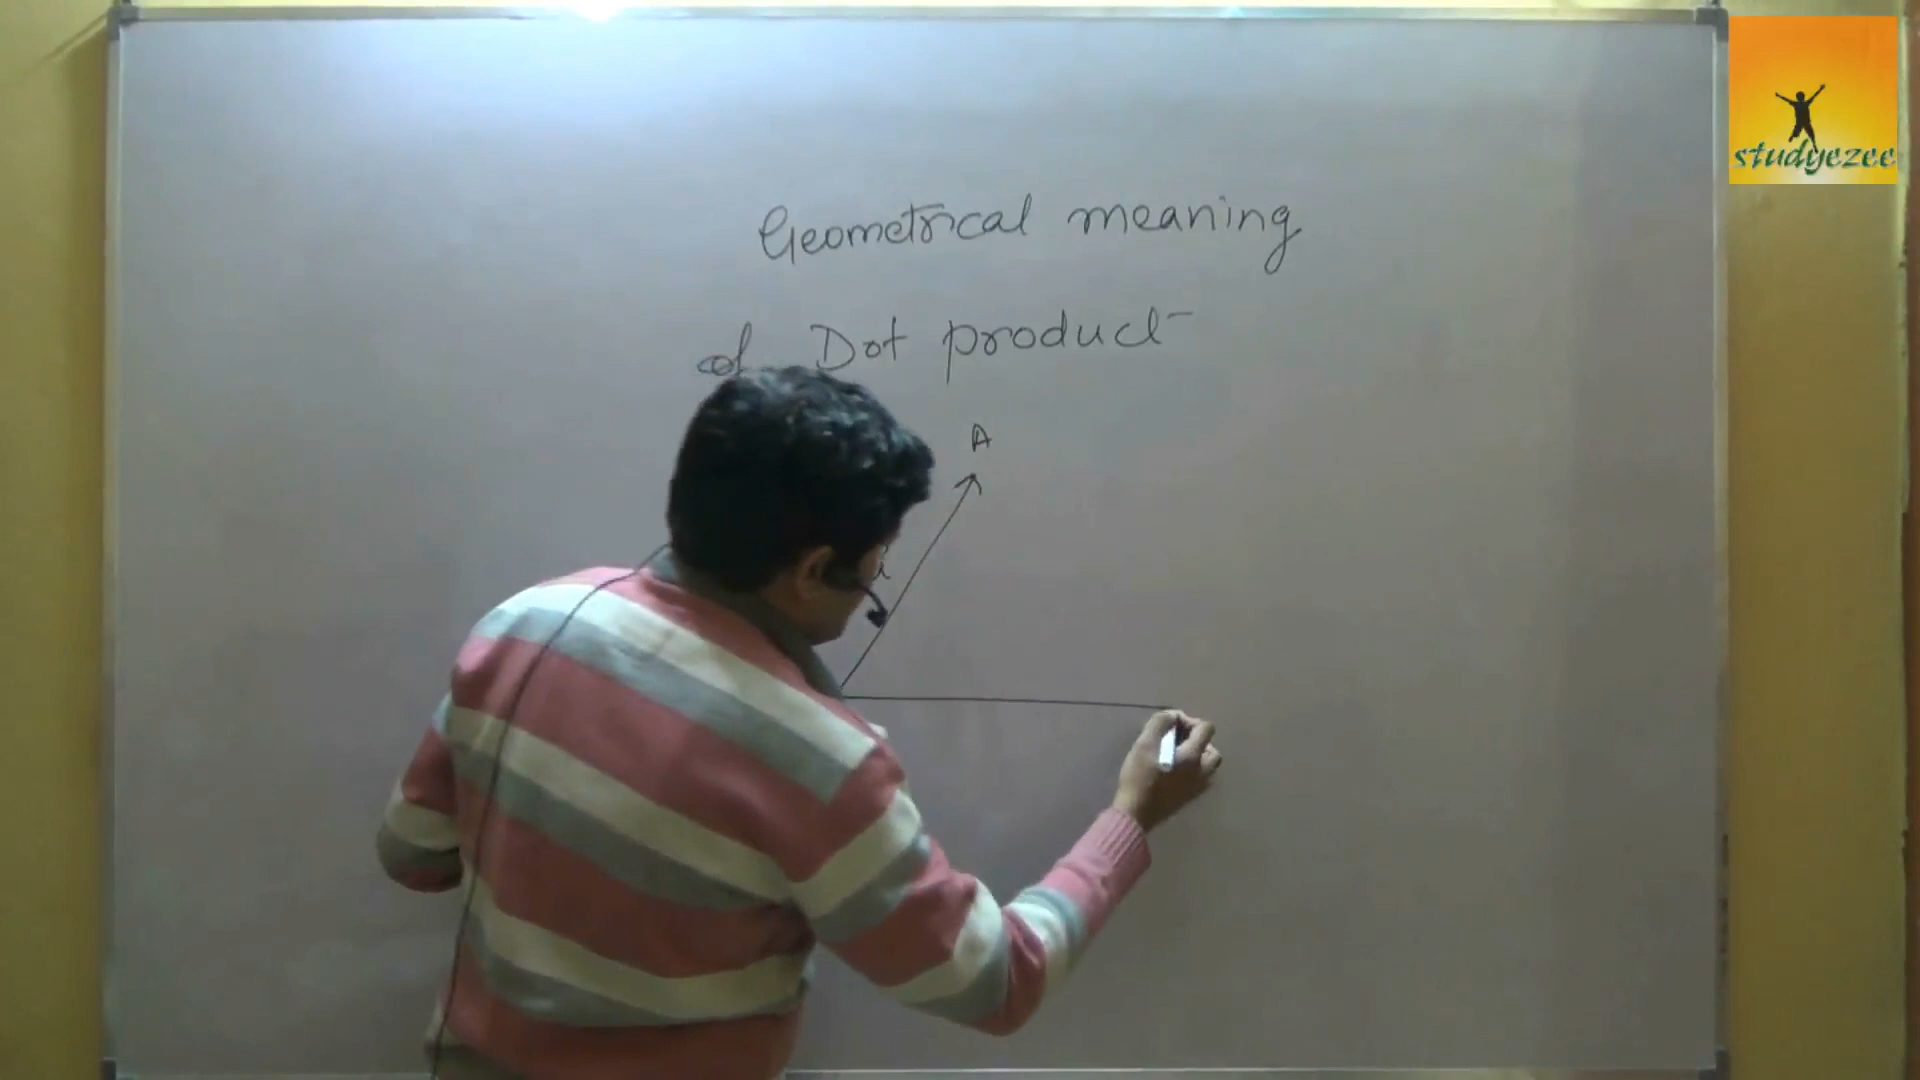 studyezee
Geometrical meaning
of Dot product
A